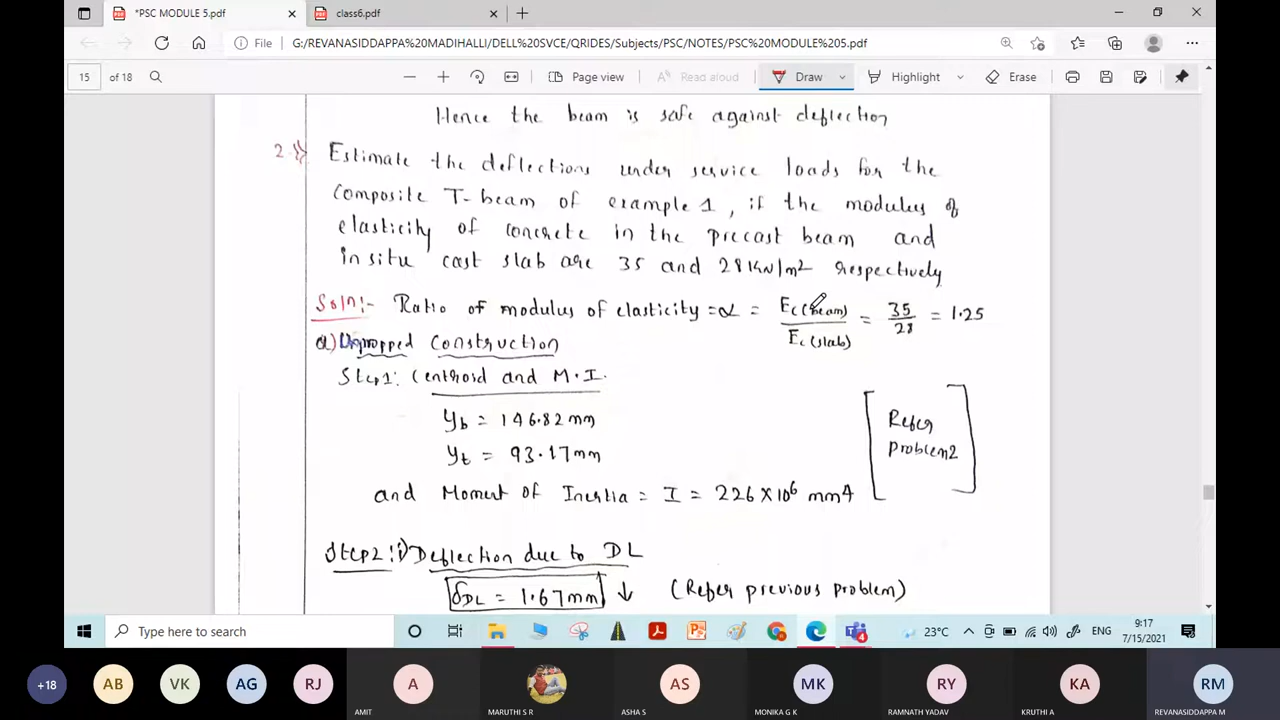 *PSC MODULE 5.pdf
class6.pdf
File
G:/REVANASIDDAPPA%20MADIHALLI/DELL%20SVCE/QRIDES/Subjects/PSC/NOTES/PSC%20MODULE%205.pdf
15 of 18
Page view
Read aloud
Draw
Highlight
Erase
Hence the beam is safe against deflection
2.
Estimate the deflections under service loads for the
composite T-beam of example 1, if the modulus of
elasticity of concrete in the precast beam and
insitu cast slab are 35 and 28 KN/m2 respectively
Soln:- Ratio of modulus of elasticity = α = Ec(beam) / Ec(slab) = 35/28 = 1.25
a) Unpropped Construction
Step1: Centroid and M.I.
yb = 146.82 mm
yt = 93.17mm
[Refer
problem2]
and Moment of Inertia = I = 226 X 10⁶ mm4
Step2: i) Deflection due to DL
δDL = 1.67mm ↓ (Refer previous problem)
Type here to search
23°C
ENG
9:17
7/15/2021
4
+18
AB
VK
AG
RJ
A
AS
MK
RY
KA
RM
AMIT
MARUTHI S R
ASHA S
MONIKA G K
RAMNATH YADAV
KRUTHI A
REVANASIDDAPPA M